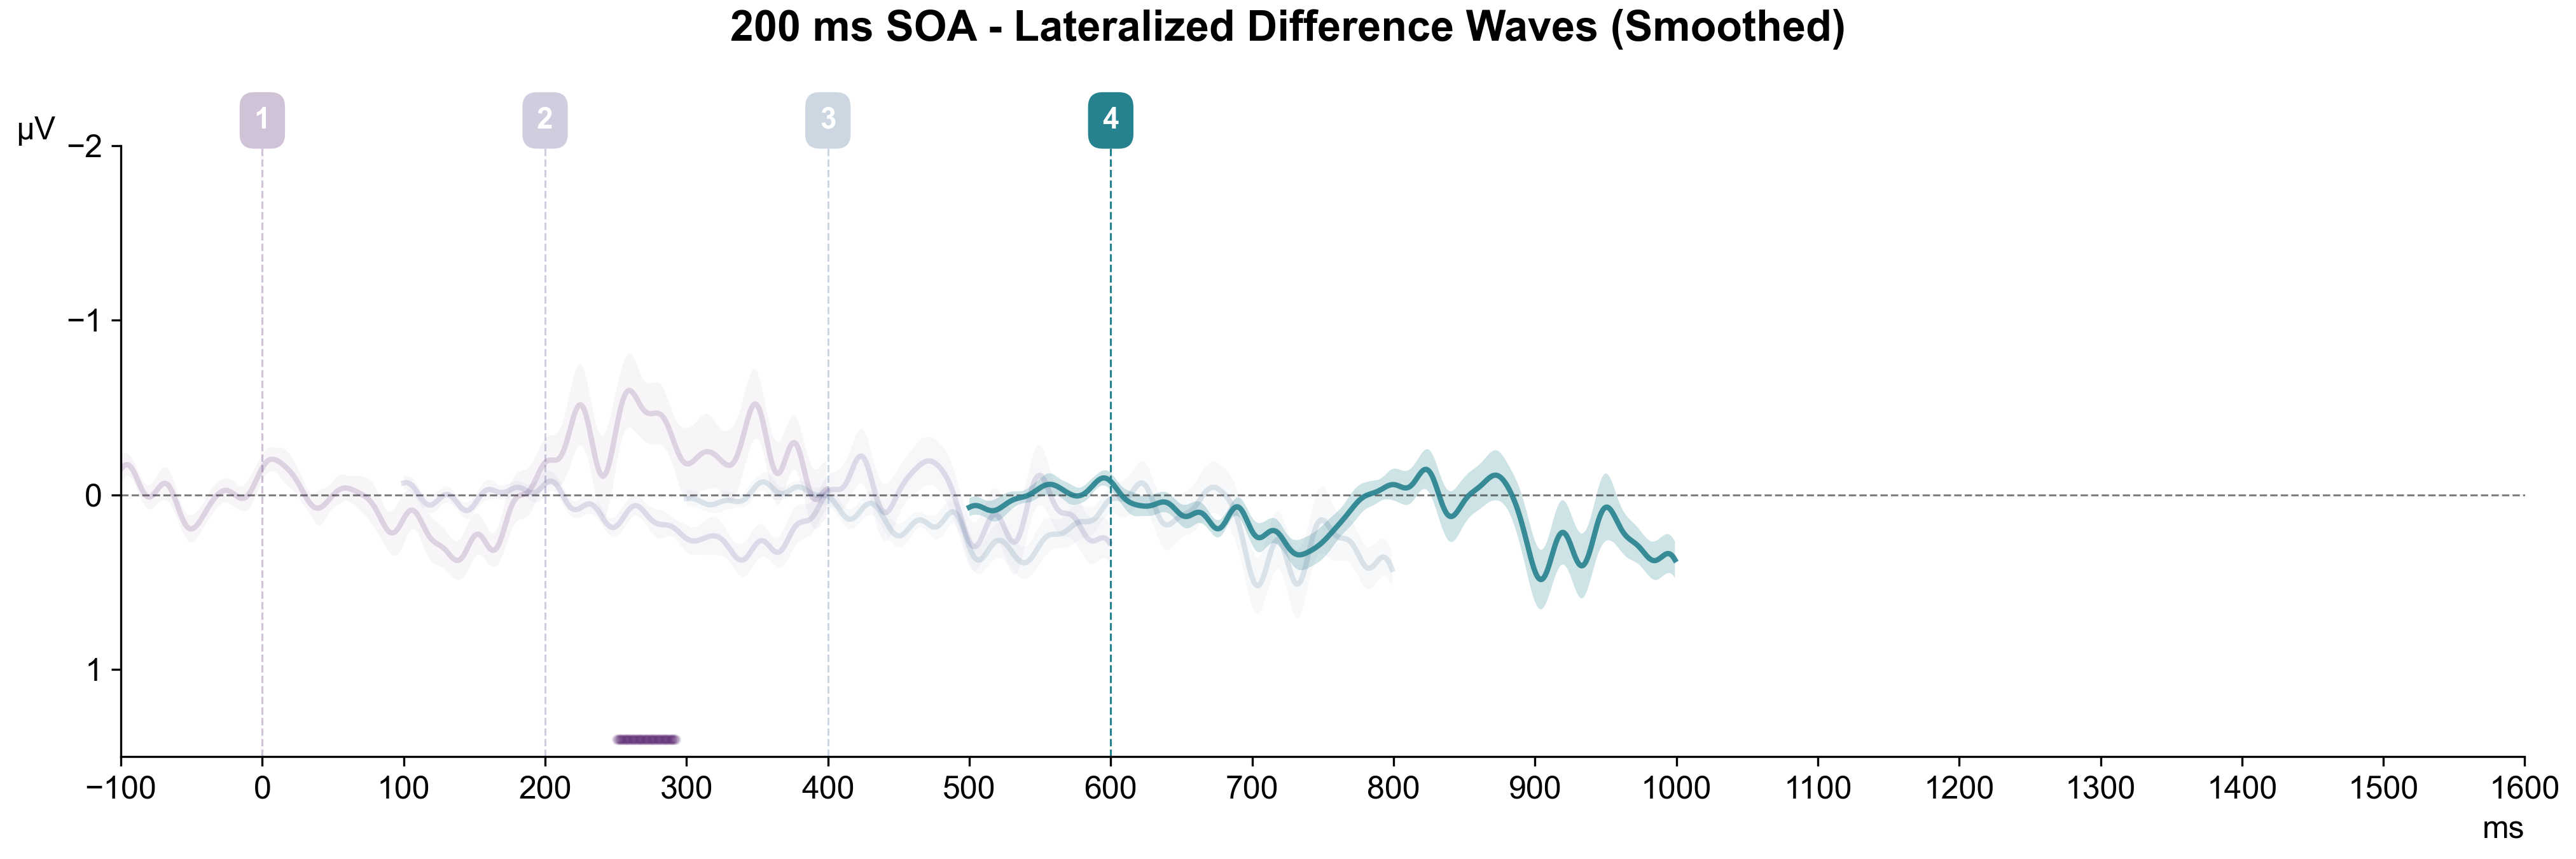 200 ms SOA - Lateralized Difference Waves (Smoothed)
1 2 3 4
µV
−2
−1
0
1
−100 0 100 200 300 400 500 600 700 800 900 1000 1100 1200 1300 1400 1500 1600
ms